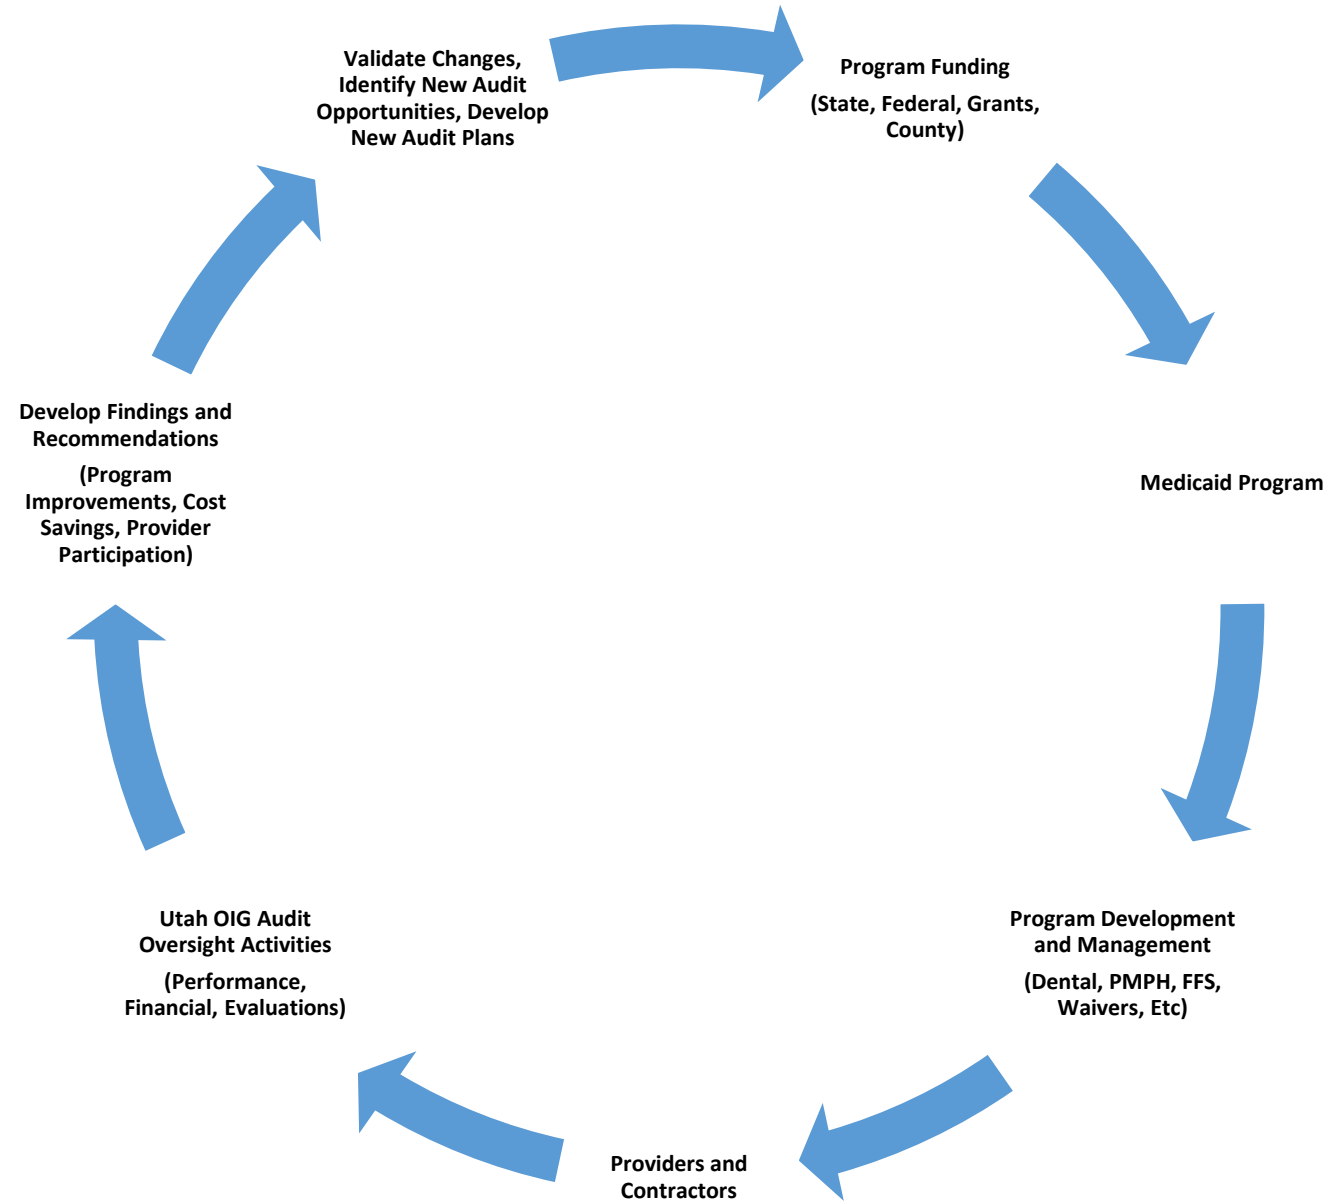 Validate Changes,
Identify New Audit
Opportunities, Develop
New Audit Plans
Program Funding
(State, Federal, Grants,
County)
Medicaid Program
Program Development
and Management
(Dental, PMPH, FFS,
Waivers, Etc)
Providers and
Contractors
Utah OIG Audit
Oversight Activities
(Performance,
Financial, Evaluations)
Develop Findings and
Recommendations
(Program
Improvements, Cost
Savings, Provider
Participation)